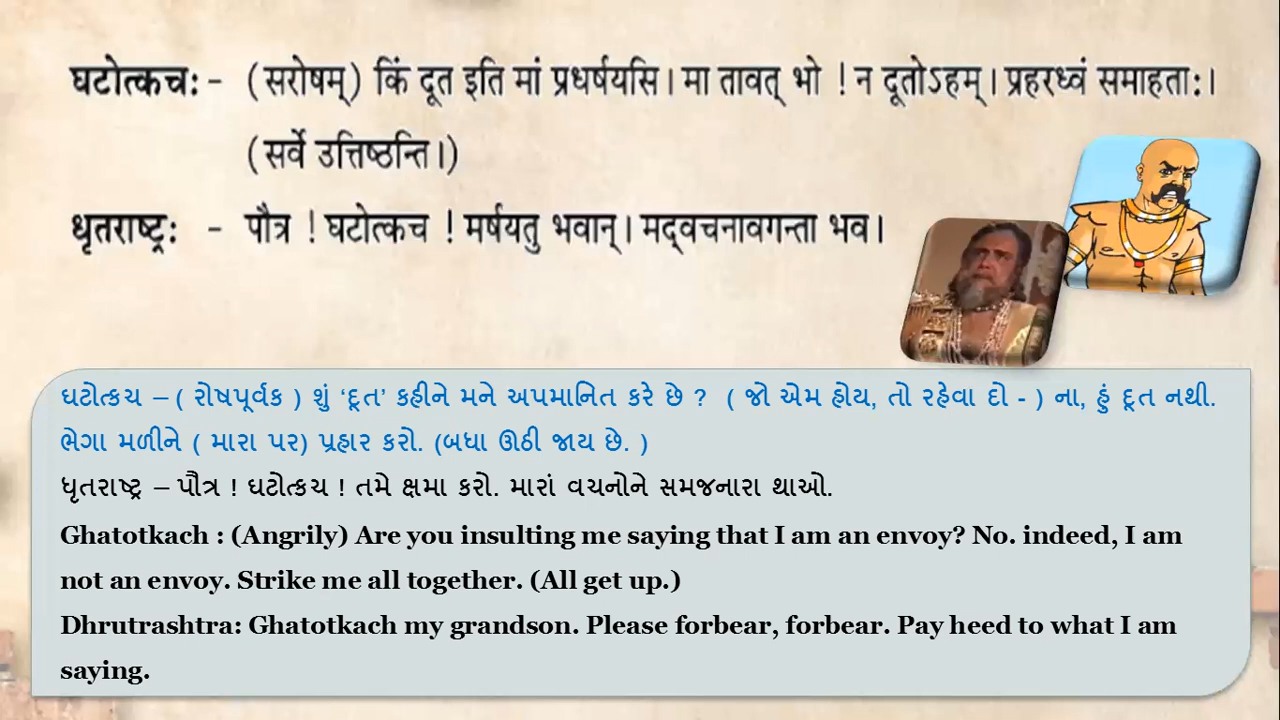 घटोत्कचः - (सरोषम्) किं दूत इति मां प्रधर्षयसि। मा तावत् भो ! न दूतोऽहम्। प्रहरध्वं समाहताः।
(सर्वे उत्तिष्ठन्ति।)
धृतराष्ट्रः - पौत्र ! घटोत्कच ! मर्षयतु भवान्। मद्वचनावगन्ता भव।
ઘટોત્કચ – ( રોષપૂર્વક ) શું ‘દૂત’ કહીને મને અપમાનિત કરે છે ? ( જો એમ હોય, તો રહેવા દો - ) ના, હું દૂત નથી.
ભેગા મળીને ( મારા પર) પ્રહાર કરો. (બધા ઊઠી જાય છે. )
ધૃતરાષ્ટ્ર – પૌત્ર ! ઘટોત્કચ ! તમે ક્ષમા કરો. મારાં વચનોને સમજનારા થાઓ.
Ghatotkach : (Angrily) Are you insulting me saying that I am an envoy? No. indeed, I am
not an envoy. Strike me all together. (All get up.)
Dhrutrashtra: Ghatotkach my grandson. Please forbear, forbear. Pay heed to what I am
saying.